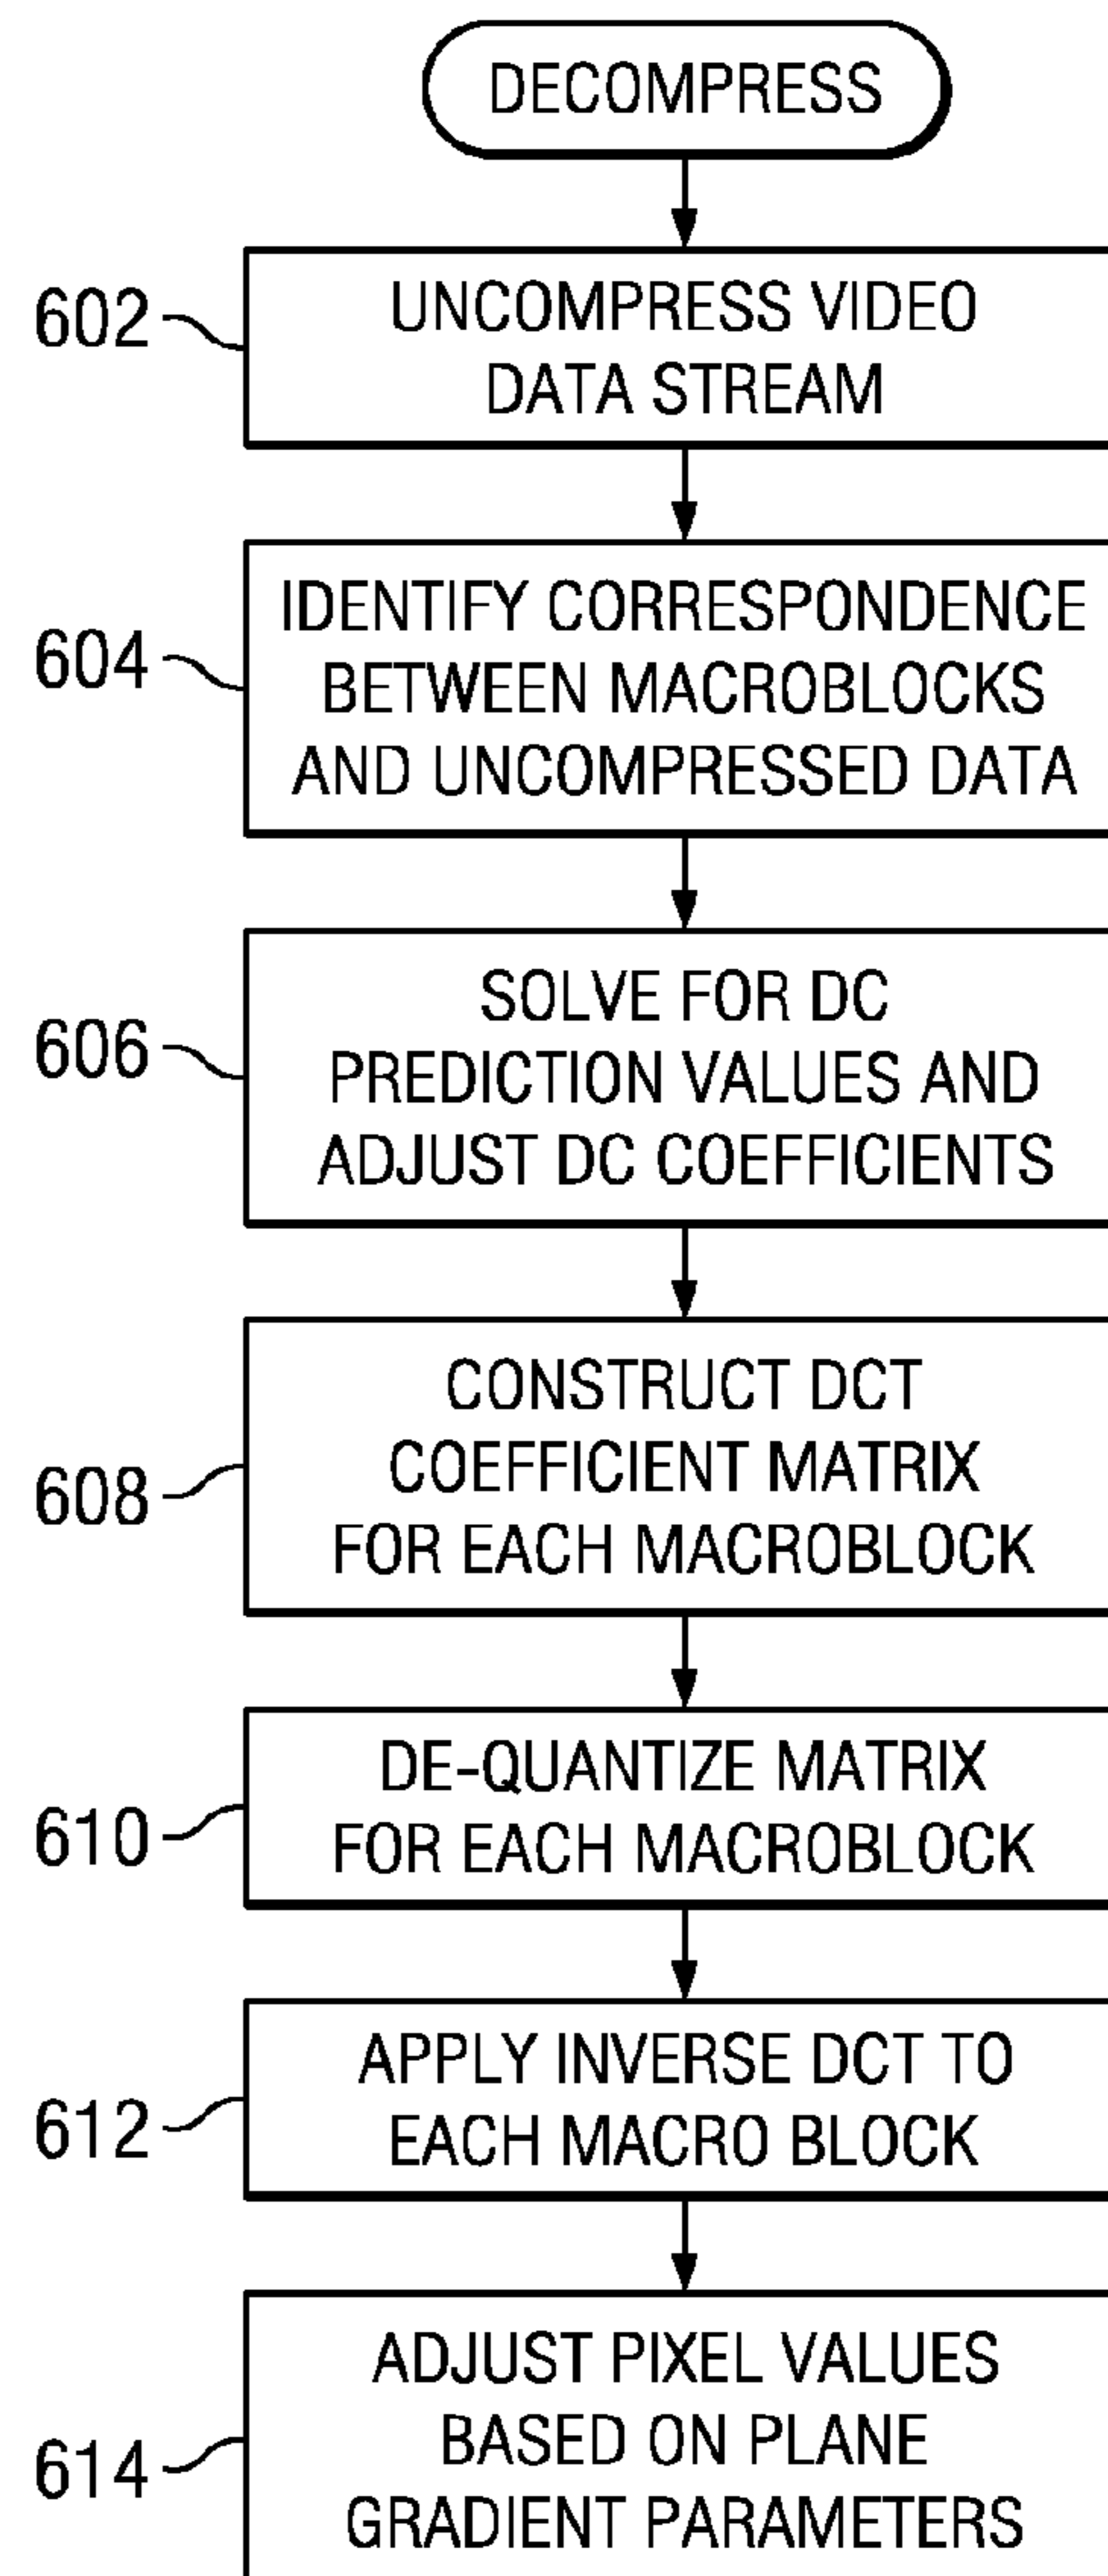 DECOMPRESS
602
UNCOMPRESS VIDEO
DATA STREAM
604
IDENTIFY CORRESPONDENCE
BETWEEN MACROBLOCKS
AND UNCOMPRESSED DATA
606
SOLVE FOR DC
PREDICTION VALUES AND
ADJUST DC COEFFICIENTS
608
CONSTRUCT DCT
COEFFICIENT MATRIX
FOR EACH MACROBLOCK
610
DE-QUANTIZE MATRIX
FOR EACH MACROBLOCK
612
APPLY INVERSE DCT TO
EACH MACRO BLOCK
614
ADJUST PIXEL VALUES
BASED ON PLANE
GRADIENT PARAMETERS